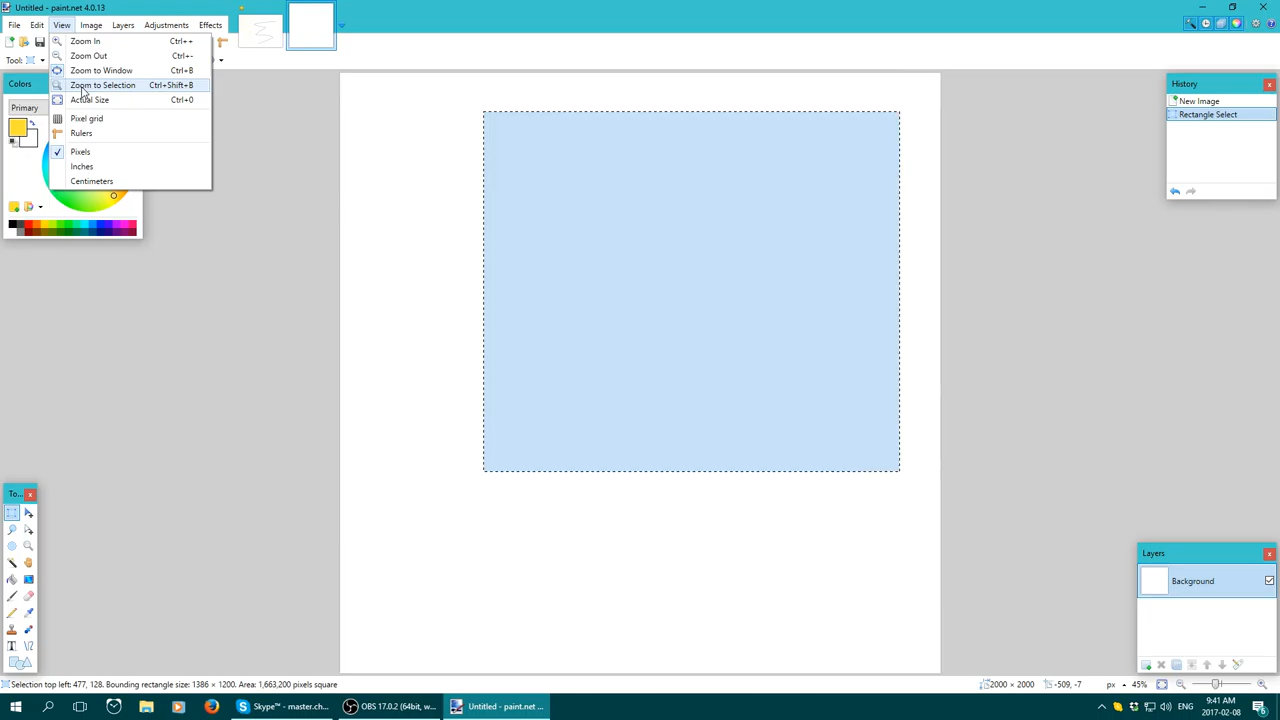 Untitled - paint.net 4.0.13
File Edit View Image Layers Adjustments Effects
Tool:
Zoom In Ctrl++
Zoom Out Ctrl+-
Zoom to Window Ctrl+B
Zoom to Selection Ctrl+Shift+B
Actual Size Ctrl+0
Pixel grid
Rulers
Pixels
Inches
Centimeters
Colors
Primary
History
New Image
Rectangle Select
To...
Layers
Background
Selection top left: 477, 128. Bounding rectangle size: 1386 × 1200. Area: 1,663,200 pixels square
2000 × 2000
-509, -7
px
45%
Skype™ - master.ch...
OBS 17.0.2 (64bit, w...
Untitled - paint.net ...
9:41 AM
2017-02-08
6